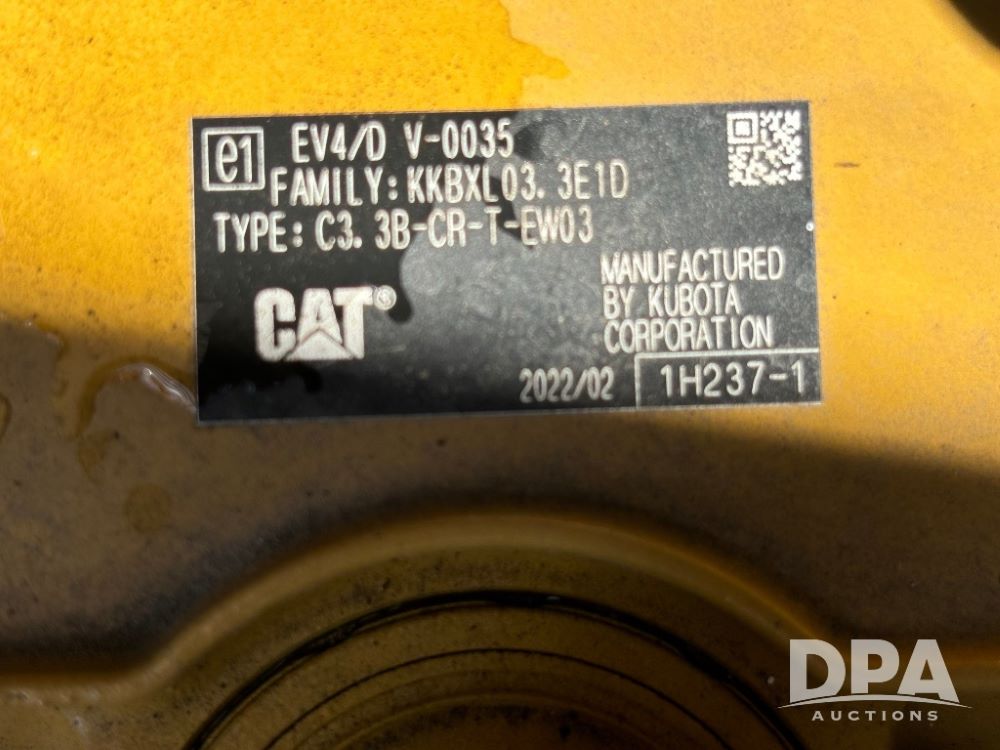 e1 EV4/D V-0035
FAMILY: KKBXL03. 3E1D
TYPE: C3. 3B-CR-T-EW03
CAT®
MANUFACTURED
BY KUBOTA
CORPORATION
2022/02 1H237-1
DPA
AUCTIONS